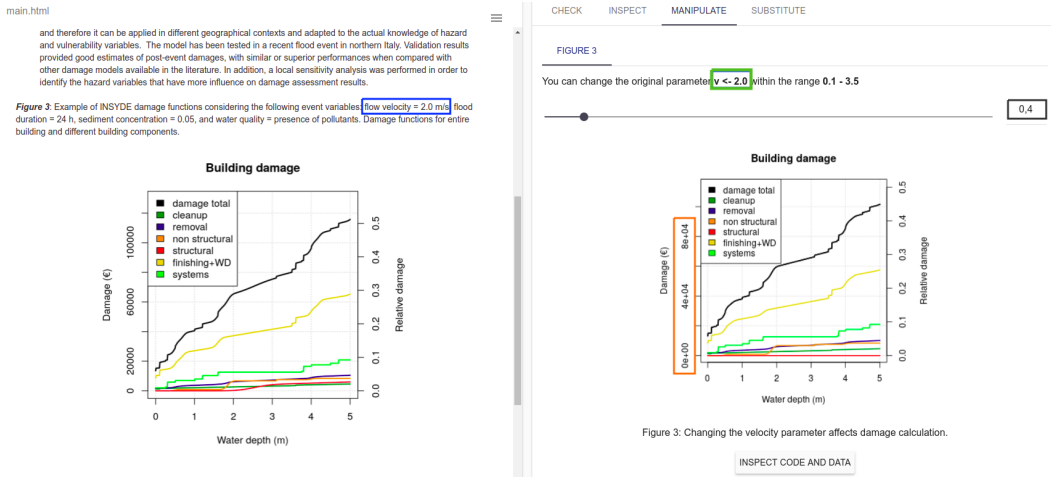 main.html
and therefore it can be applied in different geographical contexts and adapted to the actual knowledge of hazard
and vulnerability variables. The model has been tested in a recent flood event in northern Italy. Validation results
provided good estimates of post-event damages, with similar or superior performances when compared with
other damage models available in the literature. In addition, a local sensitivity analysis was performed in order to
identify the hazard variables that have more influence on damage assessment results.
Figure 3: Example of INSYDE damage functions considering the following event variables: flow velocity = 2.0 m/s, flood
duration = 24 h, sediment concentration = 0.05, and water quality = presence of pollutants. Damage functions for entire
building and different building components.
Building damage
damage total
cleanup
removal
non structural
structural
finishing+WD
systems
Damage (€)
0
20000
60000
100000
Relative damage
0.0
0.1
0.2
0.3
0.4
0.5
0 1 2 3 4 5
Water depth (m)
CHECK INSPECT MANIPULATE SUBSTITUTE
FIGURE 3
You can change the original parameter v <- 2.0 within the range 0.1 - 3.5
0,4
Building damage
damage total
cleanup
removal
non structural
structural
finishing+WD
systems
Damage (€)
0e+00
4e+04
8e+04
Relative damage
0.0
0.1
0.2
0.3
0.4
0.5
0 1 2 3 4 5
Water depth (m)
Figure 3: Changing the velocity parameter affects damage calculation.
INSPECT CODE AND DATA